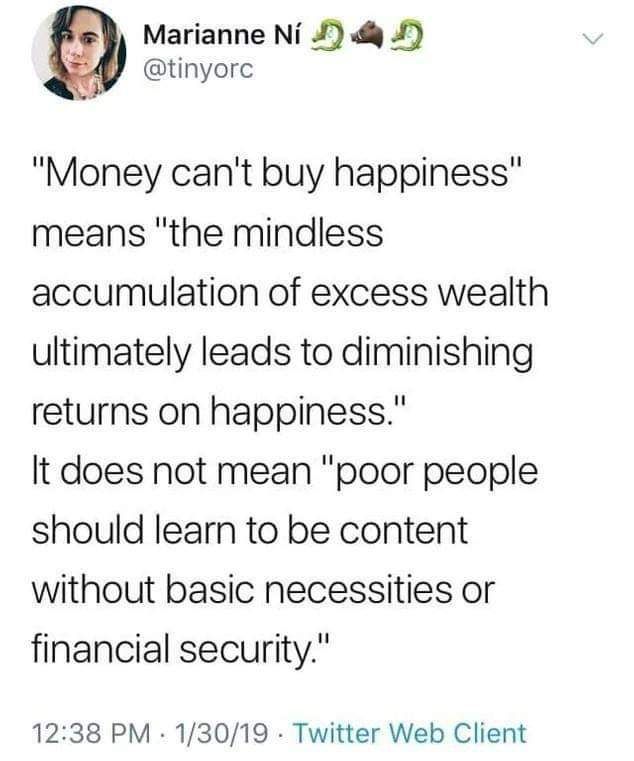 Marianne Ní 🐉🐗🐉
@tinyorc
"Money can't buy happiness"
means "the mindless
accumulation of excess wealth
ultimately leads to diminishing
returns on happiness."
It does not mean "poor people
should learn to be content
without basic necessities or
financial security."
12:38 PM · 1/30/19 · Twitter Web Client